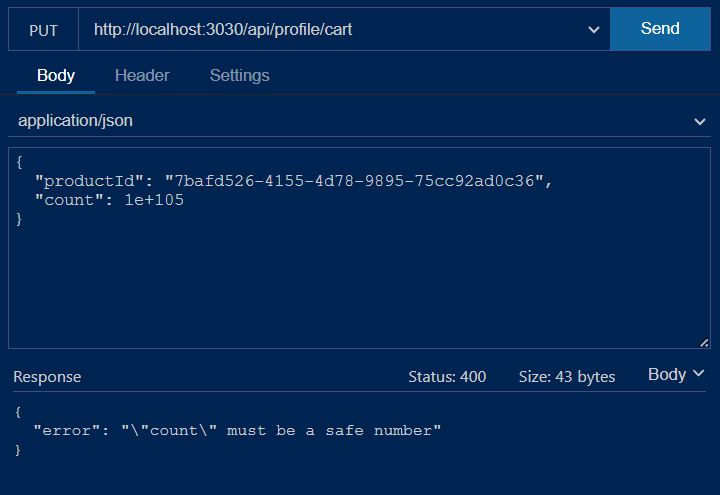 PUT http://localhost:3030/api/profile/cart Send
Body Header Settings
application/json
{
"productId": "7bafd526-4155-4d78-9895-75cc92ad0c36",
"count": 1e+105
}
Response Status: 400 Size: 43 bytes Body
{
"error": "\"count\" must be a safe number"
}